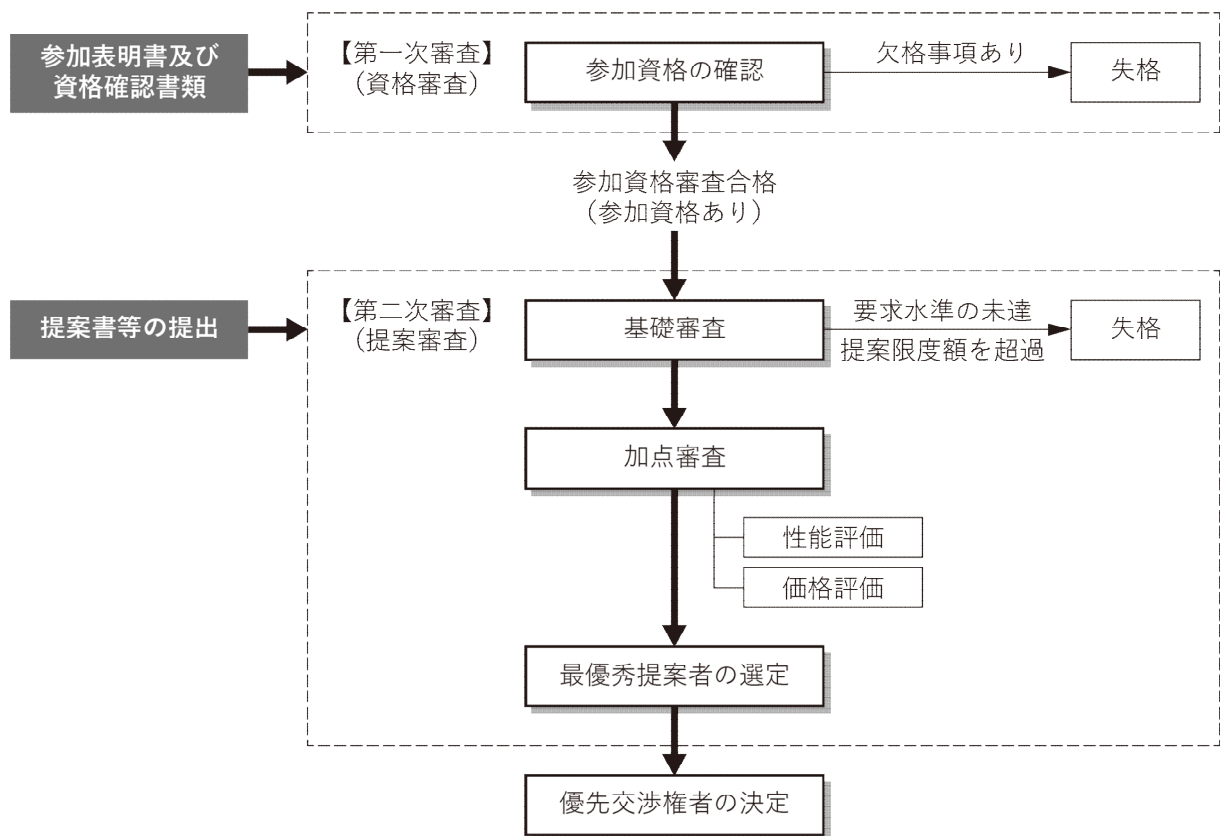 参加表明書及び
資格確認書類
【第一次審査】
(資格審査)
参加資格の確認
欠格事項あり
失格
参加資格審査合格
(参加資格あり)
提案書等の提出
【第二次審査】
(提案審査)
基礎審査
要求水準の未達
提案限度額を超過
失格
加点審査
性能評価
価格評価
最優秀提案者の選定
優先交渉権者の決定